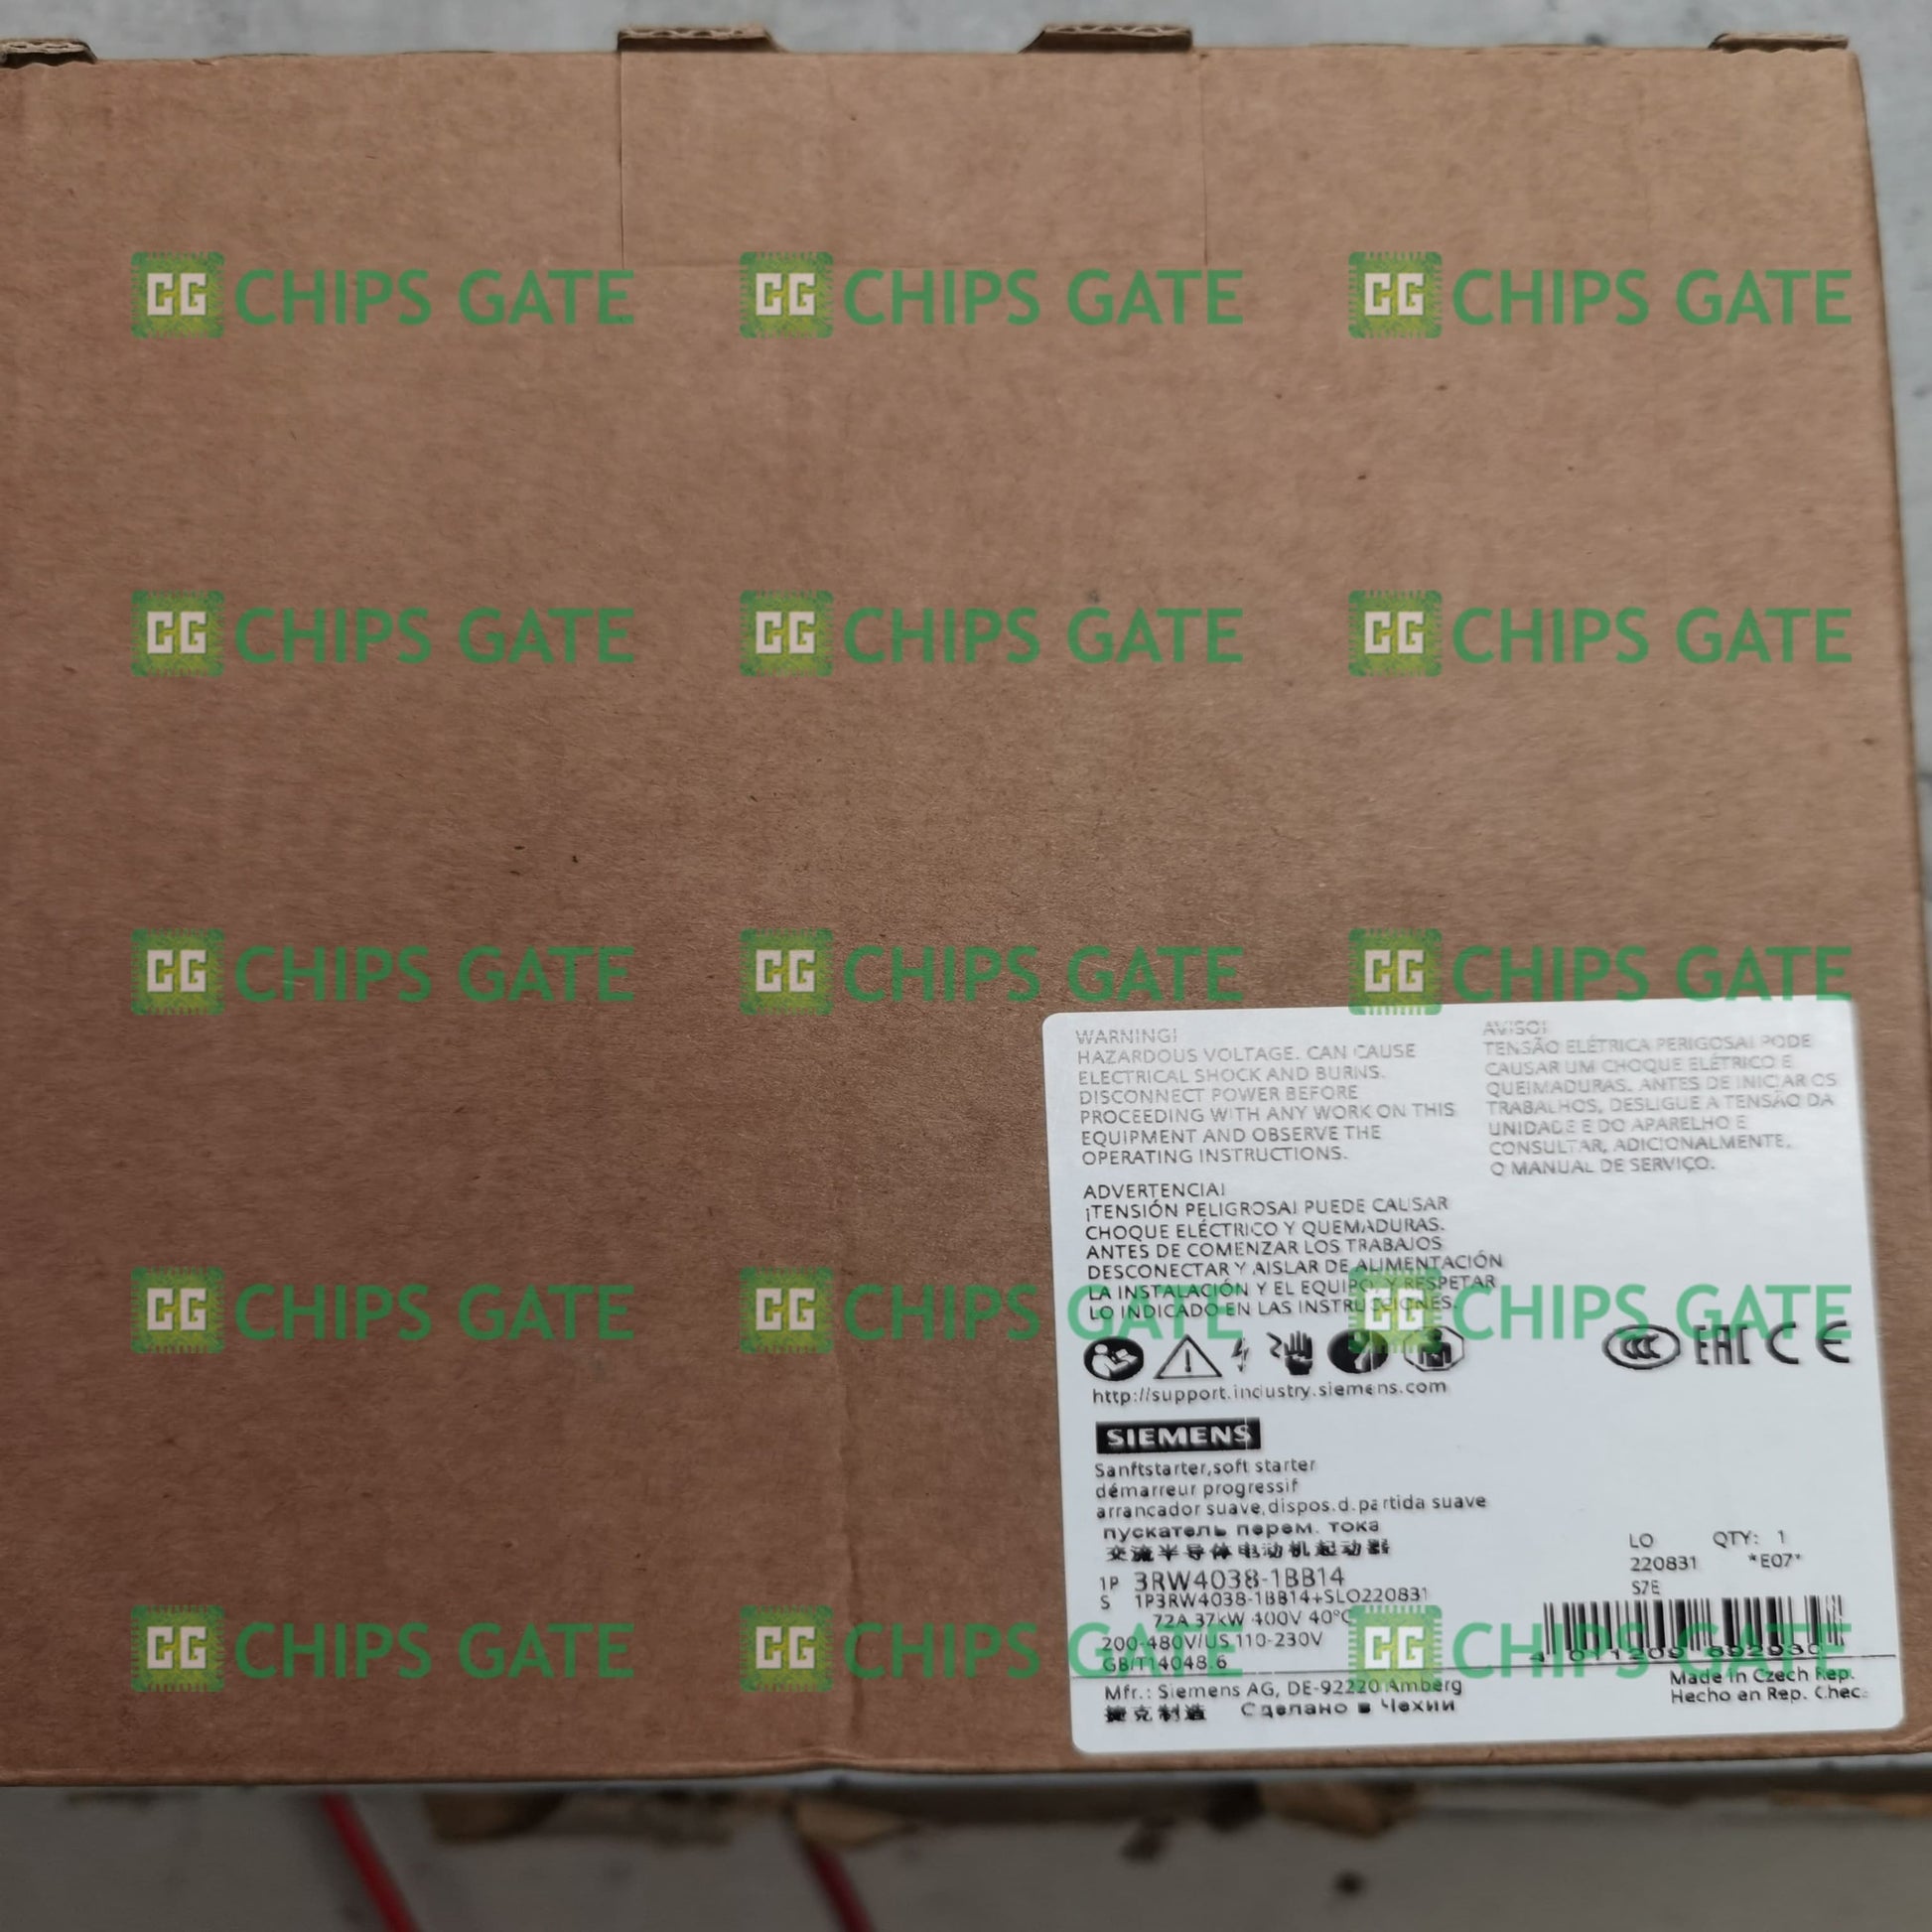 CG CHIPS GATE CG CHIPS GATE CG CHIPS GATE
CG CHIPS GATE CG CHIPS GATE CG CHIPS GATE
CG CHIPS GATE CG CHIPS GATE CG CHIPS GATE
WARNING!
HAZARDOUS VOLTAGE. CAN CAUSE
ELECTRICAL SHOCK AND BURNS.
DISCONNECT POWER BEFORE
PROCEEDING WITH ANY WORK ON THIS
EQUIPMENT AND OBSERVE THE
OPERATING INSTRUCTIONS.
AVISO!
TENSÃO ELÉTRICA PERIGOSA! PODE
CAUSAR UM CHOQUE ELÉTRICO E
QUEIMADURAS. ANTES DE INICIAR OS
TRABALHOS, DESLIGUE A TENSÃO DA
UNIDADE E DO APARELHO E
CONSULTAR, ADICIONALMENTE,
O MANUAL DE SERVIÇO.
ADVERTENCIA!
¡TENSIÓN PELIGROSA! PUEDE CAUSAR
CHOQUE ELÉCTRICO Y QUEMADURAS.
ANTES DE COMENZAR LOS TRABAJOS
DESCONECTAR Y AISLAR DE ALIMENTACIÓN
LA INSTALACIÓN Y EL EQUIPO, Y RESPETAR
LO INDICADO EN LAS INSTRUCCIONES.
CG CHIPS GATE CG CHIPS GATE CG CHIPS GATE
CCC EAC CE
http://support.industry.siemens.com
SIEMENS
Sanftstarter,soft starter
démarreur progressif
arrancador suave,dispos.d.partida suave
пускатель перем. тока
交流半导体电动机起动器
LO QTY: 1
220831 *E07*
S7E
1P 3RW4038-1BB14
S 1P3RW4038-1BB14+SLO220831
72A 37kW 400V 40°C
200-480V/US 110-230V
GB/T14048.6
4 011209 692930
CG CHIPS GATE CG CHIPS GATE CG CHIPS GATE
Mfr.: Siemens AG, DE-92220 Amberg
捷克制造 Сделано в Чехии
Made in Czech Rep.
Hecho en Rep. Chec.